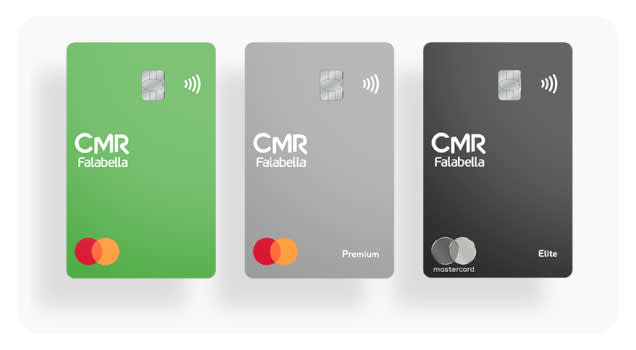 CMR
Falabella
CMR
Falabella
Premium
CMR
Falabella
mastercard
Elite